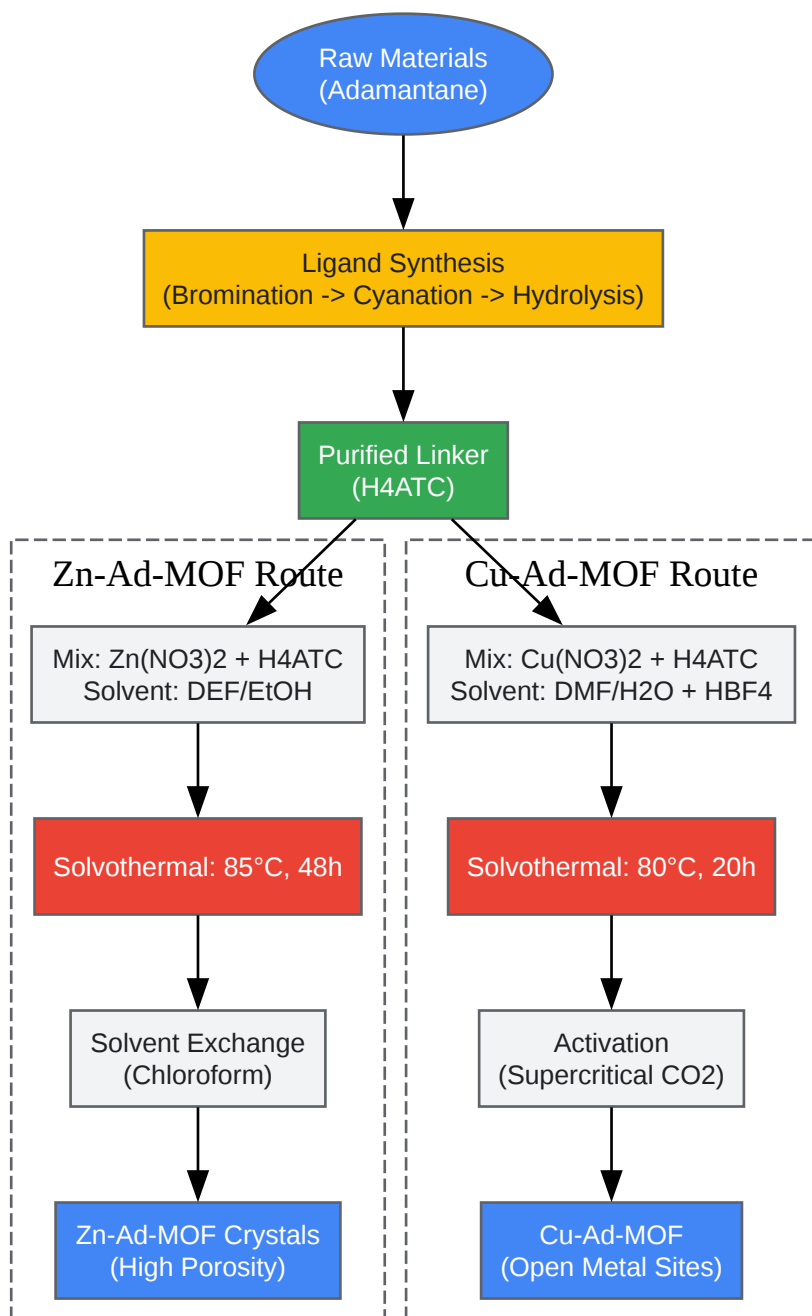 Raw Materials
(Adamantane)
Ligand Synthesis
(Bromination -> Cyanation -> Hydrolysis)
Purified Linker
(H4ATC)
Zn-Ad-MOF Route
Mix: Zn(NO3)2 + H4ATC
Solvent: DEF/EtOH
Solvothermal: 85°C, 48h
Solvent Exchange
(Chloroform)
Zn-Ad-MOF Crystals
(High Porosity)
Cu-Ad-MOF Route
Mix: Cu(NO3)2 + H4ATC
Solvent: DMF/H2O + HBF4
Solvothermal: 80°C, 20h
Activation
(Supercritical CO2)
Cu-Ad-MOF
(Open Metal Sites)